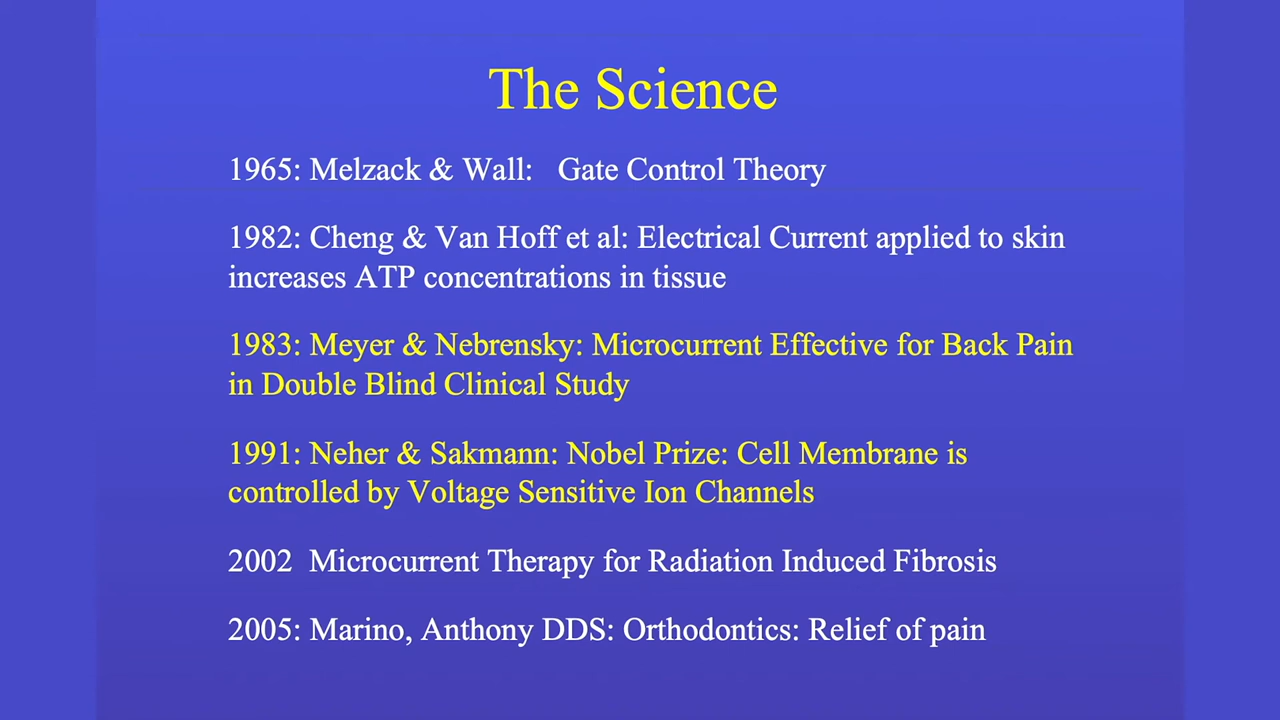 The Science
1965: Melzack & Wall: Gate Control Theory
1982: Cheng & Van Hoff et al: Electrical Current applied to skin
increases ATP concentrations in tissue
1983: Meyer & Nebrensky: Microcurrent Effective for Back Pain
in Double Blind Clinical Study
1991: Neher & Sakmann: Nobel Prize: Cell Membrane is
controlled by Voltage Sensitive Ion Channels
2002 Microcurrent Therapy for Radiation Induced Fibrosis
2005: Marino, Anthony DDS: Orthodontics: Relief of pain